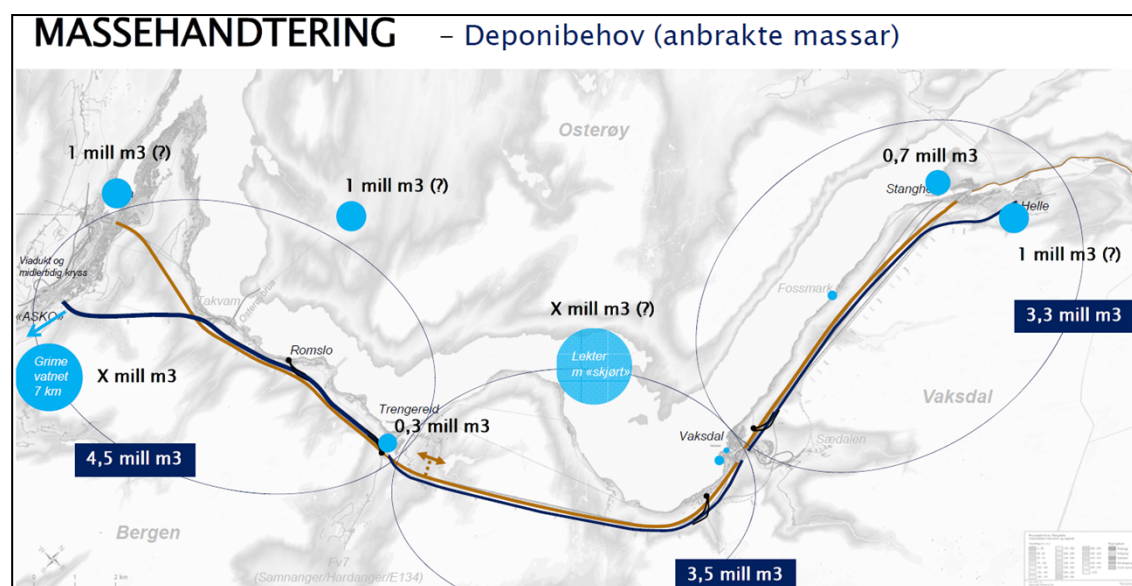 MASSEHANDTERING – Deponibehov (anbrakte massar)
Osterøy
1 mill m3 (?)
1 mill m3 (?)
0,7 mill m3
Helle
1 mill m3 (?)
Viadukt og
midlertidig kryss
Takvam
Fossmark
«ASKO»
X mill m3 (?)
3,3 mill m3
Romslo
Lekter
m «skjørt»
Grime
vatnet
7 km
X mill m3
Trengereid
0,3 mill m3
Vaksdal
Vaksdal
Sædalen
4,5 mill m3
Bergen
Fv7
(Samnanger/Hardanger/E134)
3,5 mill m3
2 km